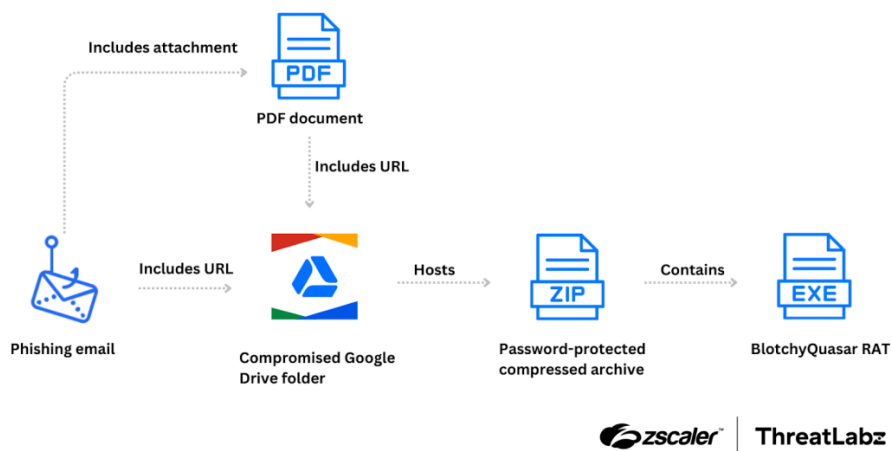 Includes attachment
PDF
PDF document
Includes URL
Includes URL
Hosts
ZIP
Contains
EXE
Phishing email
Compromised Google
Drive folder
Password-protected
compressed archive
BlotchyQuasar RAT
zscaler™
ThreatLabz